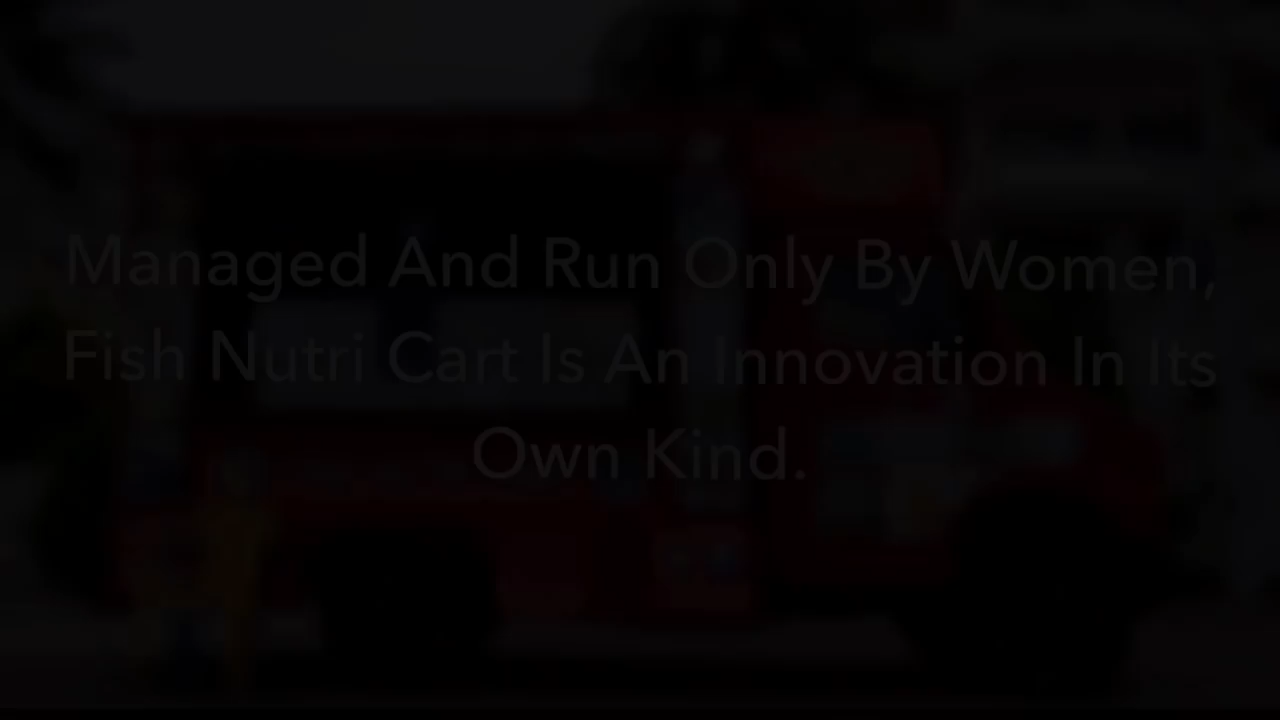 Managed And Run Only By Women,
Fish Nutri Cart Is An Innovation In Its
Own Kind.